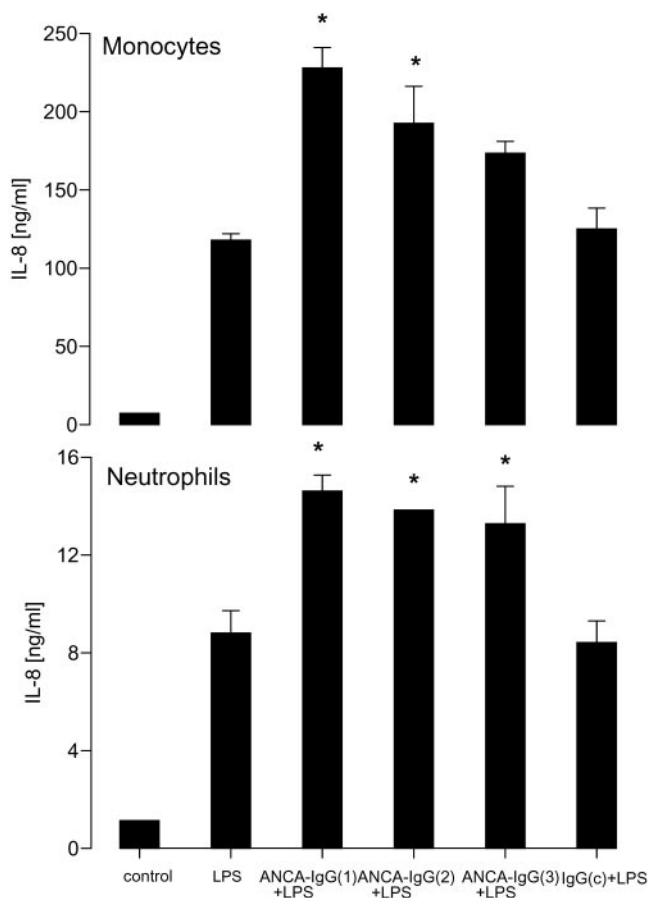 Monocytes
*
*
250
200
150
100
50
0
IL-8 [ng/ml]
Neutrophils
*
*
*
16
12
8
4
0
IL-8 [ng/ml]
control LPS ANCA-IgG(1) ANCA-IgG(2) ANCA-IgG(3) IgG(c)+LPS
+LPS +LPS +LPS